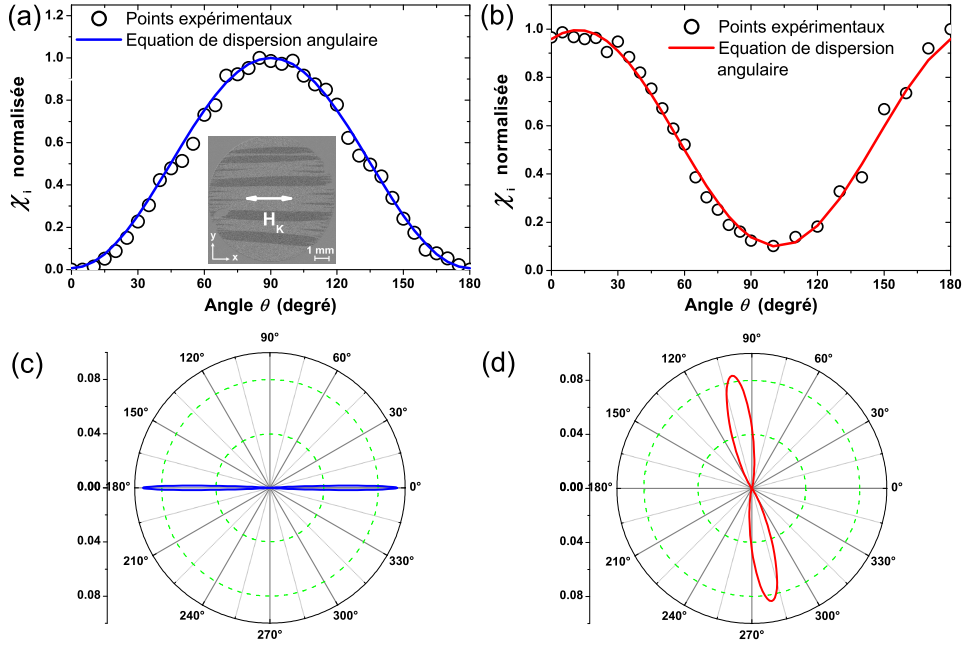 (a)
Points expérimentaux
Equation de dispersion angulaire
χi normalisée
1.2
1.0
0.8
0.6
0.4
0.2
0.0
HK
y
x
1 mm
0 30 60 90 120 150 180
Angle θ (degré)
(b)
Points expérimentaux
Equation de dispersion
angulaire
χi normalisée
1.0
0.8
0.6
0.4
0.2
0.0
0 30 60 90 120 150 180
Angle θ (degré)
(c)
0.08
0.04
0.00
0.04
0.08
90°
120° 60°
150° 30°
180° 0°
210° 330°
240° 300°
270°
(d)
0.08
0.04
0.00
0.04
0.08
90°
120° 60°
150° 30°
180° 0°
210° 330°
240° 300°
270°